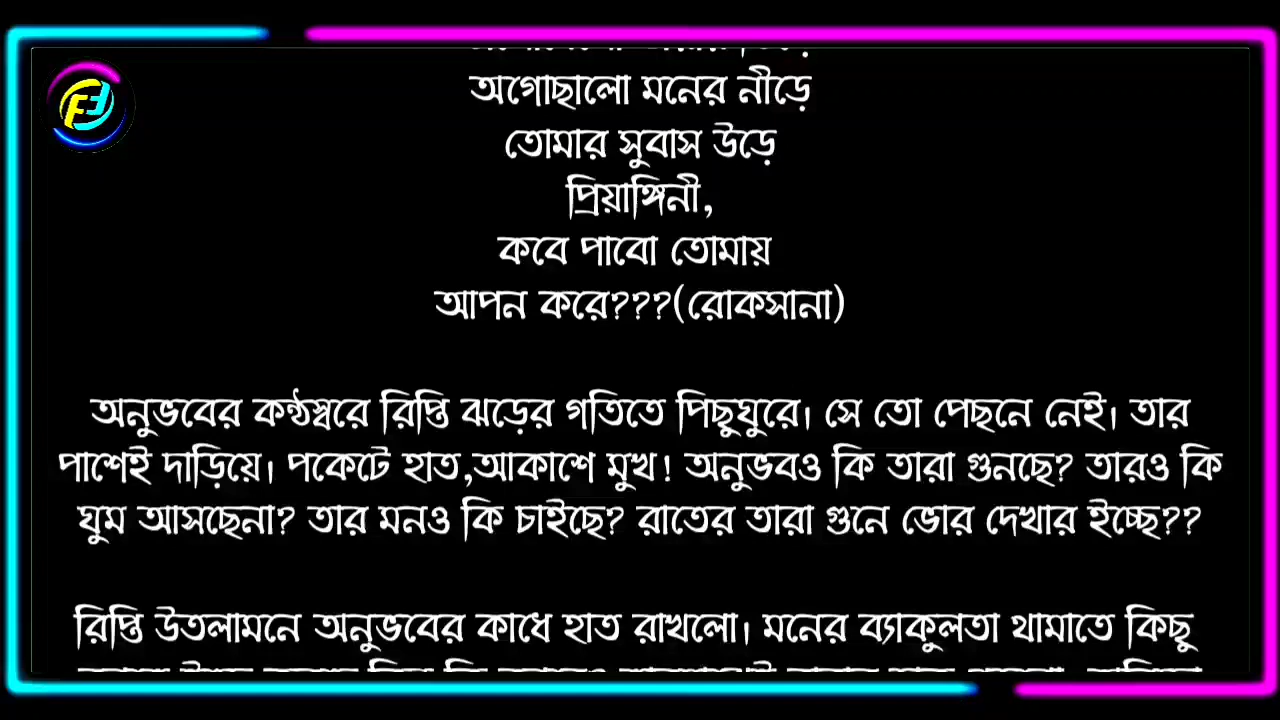 অগোছালো মনের নীড়ে
তোমার সুবাস উড়ে
প্রিয়াঙ্গিনী,
কবে পাবো তোমায়
আপন করে???(রোকসানা)
অনুভবের কন্ঠস্বরে রিপ্তি ঝড়ের গতিতে পিছুঘুরে। সে তো পেছনে নেই। তার
পাশেই দাড়িয়ে। পকেটে হাত,আকাশে মুখ! অনুভবও কি তারা গুনছে? তারও কি
ঘুম আসছেনা? তার মনও কি চাইছে? রাতের তারা গুনে ভোর দেখার ইচ্ছে??
রিপ্তি উতলামনে অনুভবের কাধে হাত রাখলো। মনের ব্যাকুলতা থামাতে কিছু